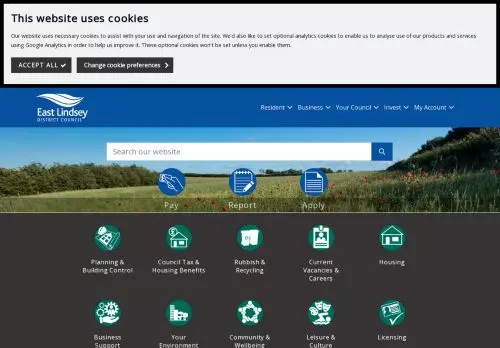 This website uses cookies
Our website uses necessary cookies to assist with your use and navigation of the site. We'd also like to set optional analytics cookies to enable us to analyse use of our products and services
using Google Analytics in order to help us improve it. These optional cookies won't be set unless you enable them.
ACCEPT ALL
Change cookie preferences
East Lindsey
DISTRICT COUNCIL
Resident Business Your Council Invest My Account
Search our website
Pay Report Apply
Planning &
Building Control
Council Tax &
Housing Benefits
Rubbish &
Recycling
Current
Vacancies &
Careers
Housing
Business
Support
Your
Environment
Community &
Wellbeing
Leisure &
Culture
Licensing